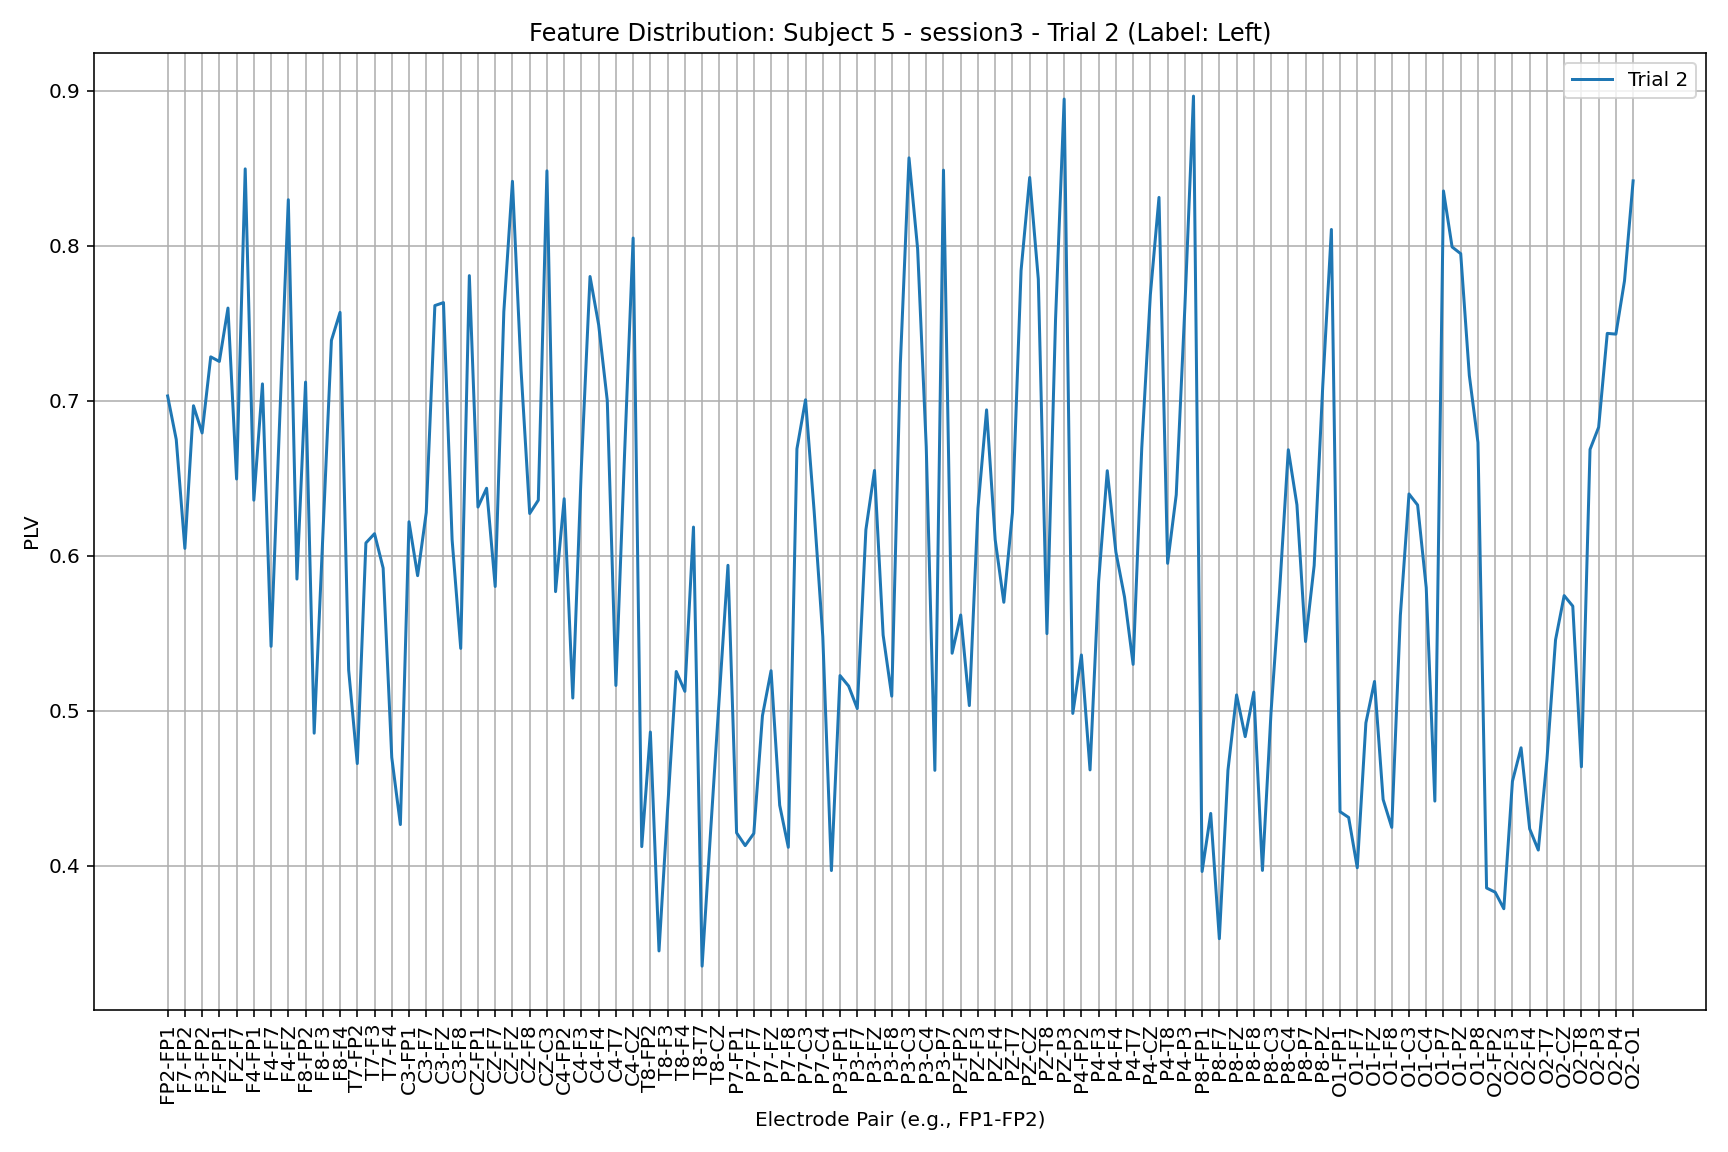 Feature Distribution: Subject 5 - session3 - Trial 2 (Label: Left)
Trial 2
0.9
0.8
0.7
0.6
0.5
0.4
PLV
FP2-FP1
F7-FP2
F3-FP2
FZ-FP1
FZ-F7
F4-FP1
F4-F7
F4-FZ
F8-FP2
F8-F3
F8-F4
T7-FP2
T7-F3
T7-F4
C3-FP1
C3-F7
C3-FZ
C3-F8
CZ-FP1
CZ-F7
CZ-FZ
CZ-F8
CZ-C3
C4-FP2
C4-F3
C4-F4
C4-T7
C4-CZ
T8-FP2
T8-F3
T8-F4
T8-T7
T8-CZ
P7-FP1
P7-F7
P7-FZ
P7-F8
P7-C3
P7-C4
P3-FP1
P3-F7
P3-FZ
P3-F8
P3-C3
P3-C4
P3-P7
PZ-FP2
PZ-F3
PZ-F4
PZ-T7
PZ-CZ
PZ-T8
PZ-P3
P4-FP2
P4-F3
P4-F4
P4-T7
P4-CZ
P4-T8
P4-P3
P8-FP1
P8-F7
P8-FZ
P8-F8
P8-C3
P8-C4
P8-P7
P8-PZ
O1-FP1
O1-F7
O1-FZ
O1-F8
O1-C3
O1-C4
O1-P7
O1-PZ
O1-P8
O2-FP2
O2-F3
O2-F4
O2-T7
O2-CZ
O2-T8
O2-P3
O2-P4
O2-O1
Electrode Pair (e.g., FP1-FP2)